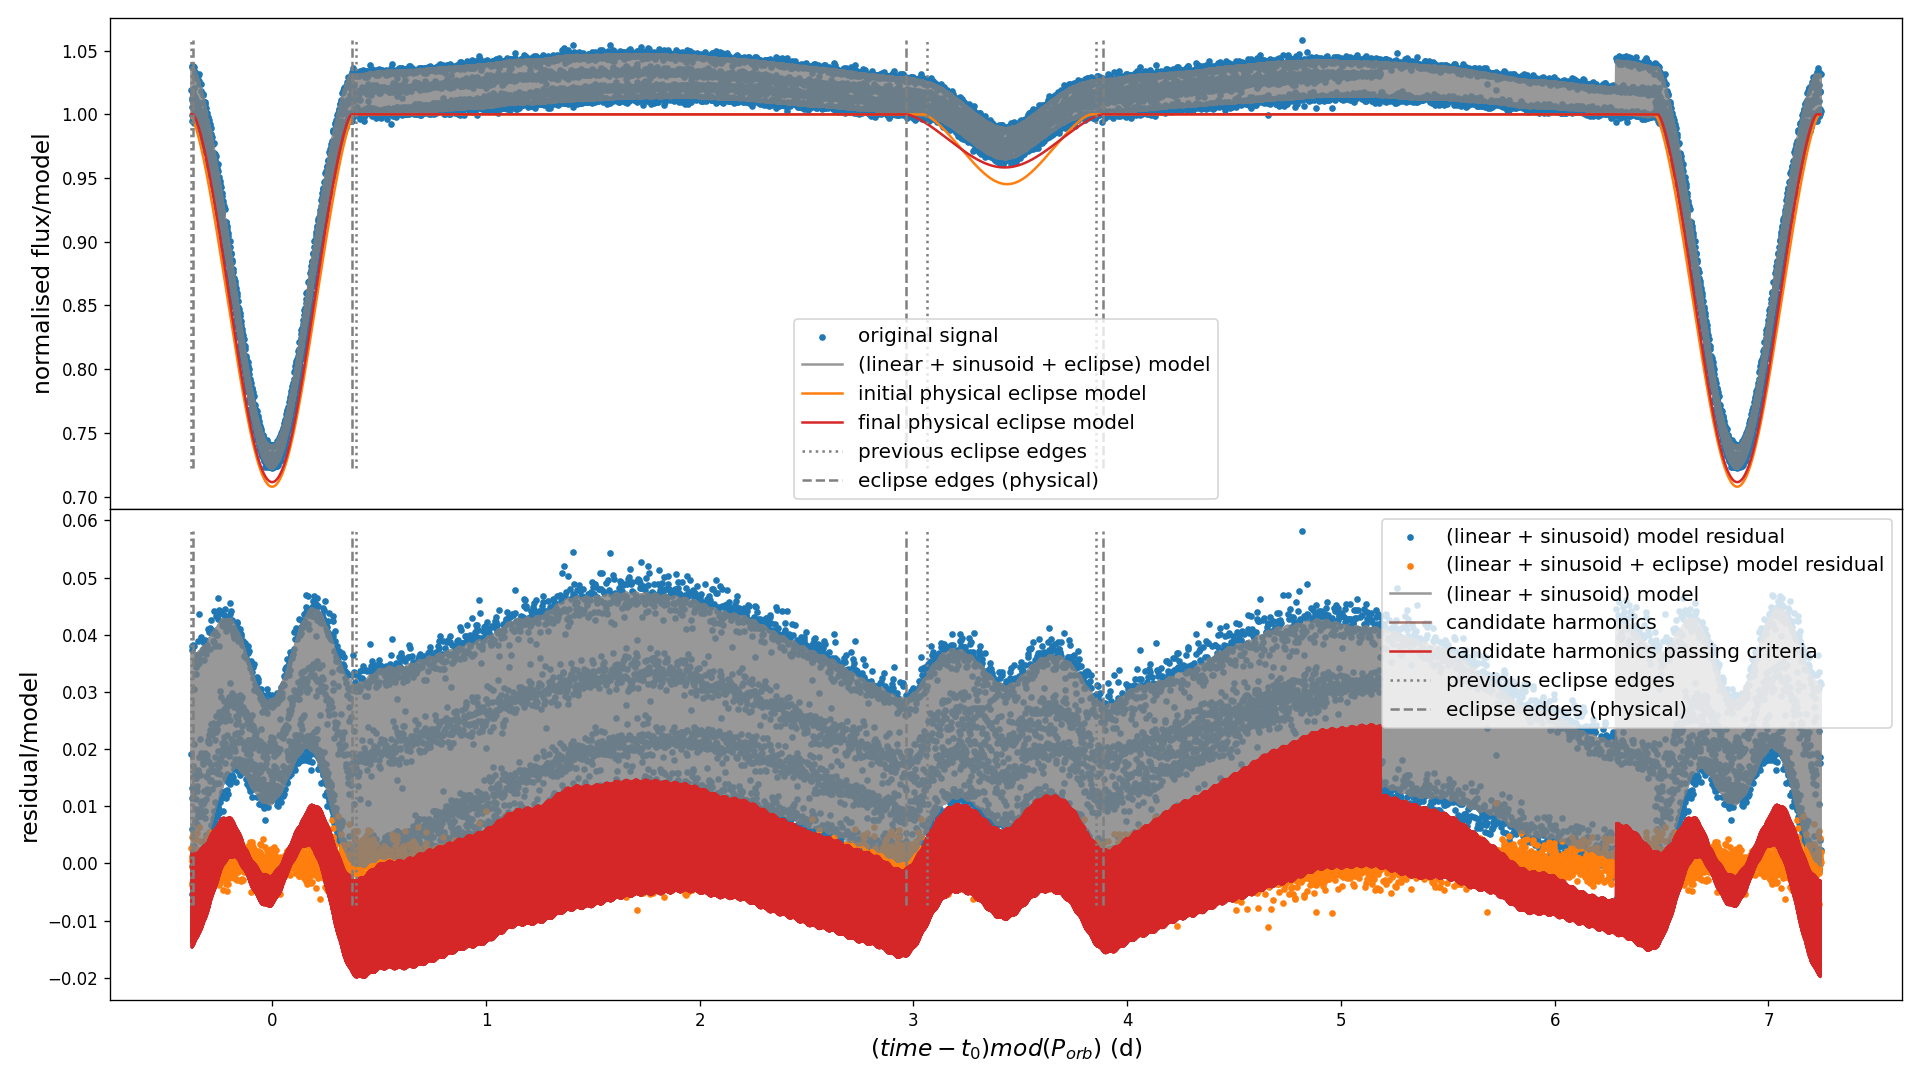 normalised flux/model
1.05
1.00
0.95
0.90
0.85
0.80
0.75
0.70
original signal
(linear + sinusoid + eclipse) model
initial physical eclipse model
final physical eclipse model
previous eclipse edges
eclipse edges (physical)
residual/model
0.06
0.05
0.04
0.03
0.02
0.01
0.00
−0.01
−0.02
(linear + sinusoid) model residual
(linear + sinusoid + eclipse) model residual
(linear + sinusoid) model
candidate harmonics
candidate harmonics passing criteria
previous eclipse edges
eclipse edges (physical)
0 1 2 3 4 5 6 7
(time − t₀)mod(Pₒᵣb) (d)